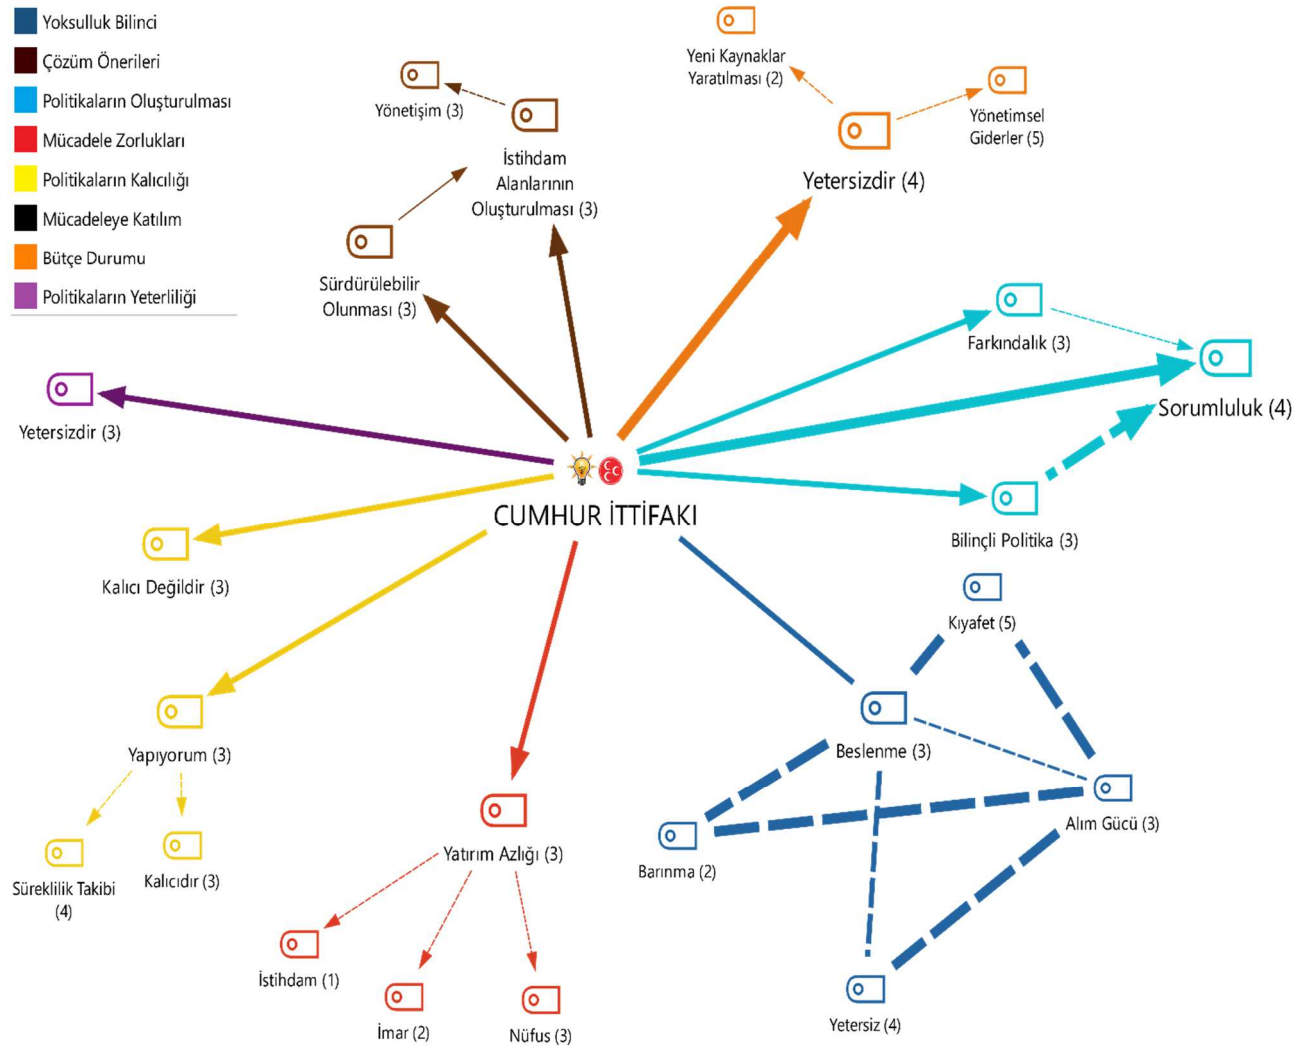 Yoksulluk Bilinci
Çözüm Önerileri
Politikaların Oluşturulması
Mücadele Zorlukları
Politikaların Kalıcılığı
Mücadeleye Katılım
Bütçe Durumu
Politikaların Yeterliliği
Yönetişim (3)
İstihdam
Alanlarının
Oluşturulması (3)
Sürdürülebilir
Olunması (3)
Yeni Kaynaklar
Yaratılması (2)
Yönetimsel
Giderler (5)
Yetersizdir (4)
Farkındalık (3)
Sorumluluk (4)
Bilinçli Politika (3)
Yetersizdir (3)
CUMHUR İTTİFAKI
Kalıcı Değildir (3)
Yapıyorum (3)
Süreklilik Takibi
(4)
Kalıcıdır (3)
Yatırım Azlığı (3)
İstihdam (1)
İmar (2)
Nüfus (3)
Kıyafet (5)
Beslenme (3)
Alım Gücü (3)
Barınma (2)
Yetersiz (4)